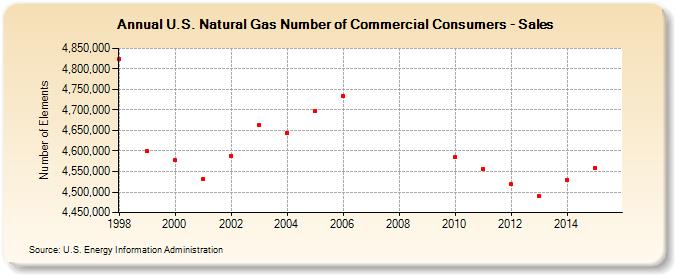 Annual U.S. Natural Gas Number of Commercial Consumers - Sales
Number of Elements
4,850,000
4,800,000
4,750,000
4,700,000
4,650,000
4,600,000
4,550,000
4,500,000
4,450,000
1998 2000 2002 2004 2006 2008 2010 2012 2014
Source: U.S. Energy Information Administration